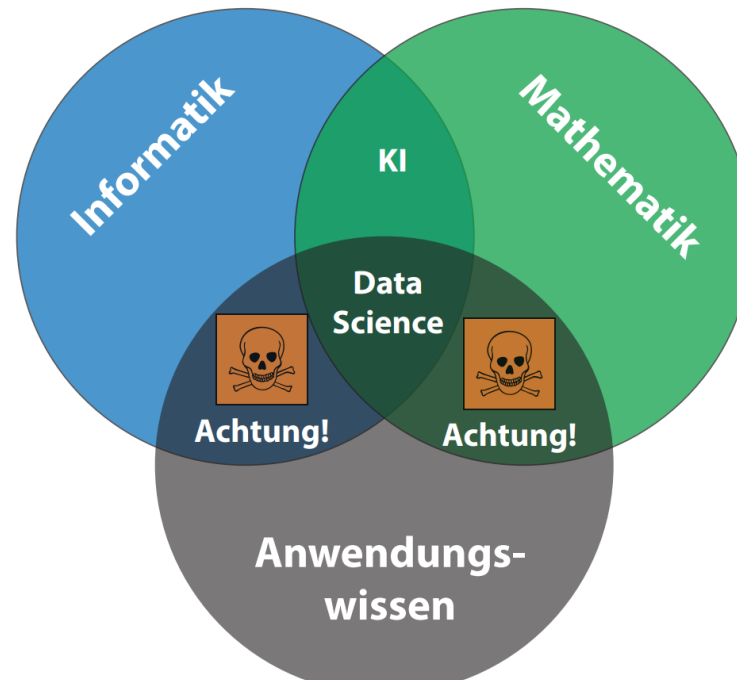 Informatik
Mathematik
KI
Data
Science
Achtung!
Achtung!
Anwendungs-
wissen